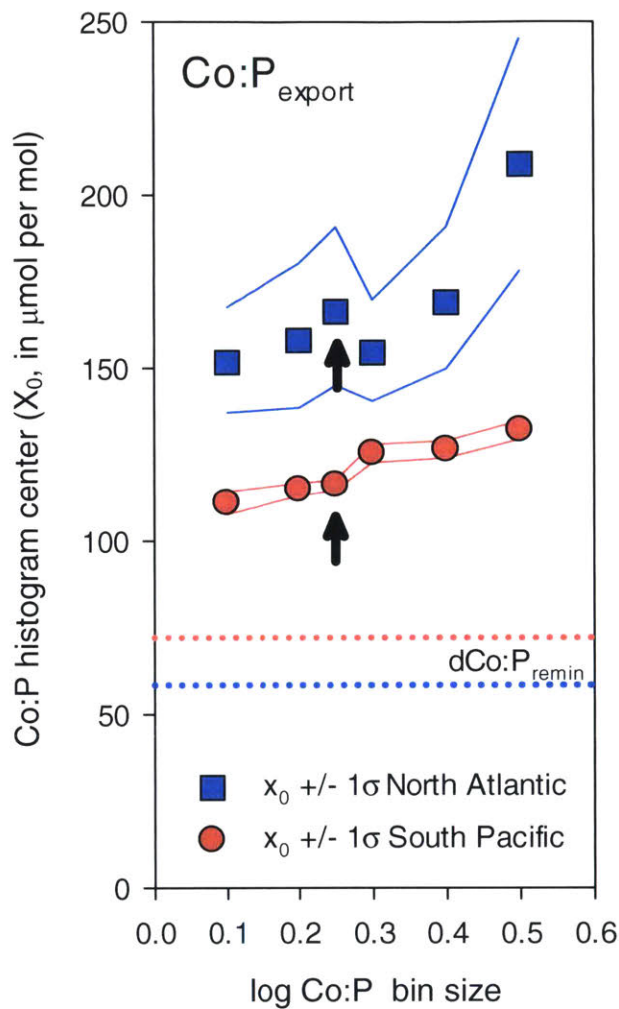 Co:P export
250
200
150
100
50
0
Co:P histogram center (X₀, in µmol per mol)
dCo:P remin
x₀ +/- 1σ North Atlantic
x₀ +/- 1σ South Pacific
0.0 0.1 0.2 0.3 0.4 0.5 0.6
log Co:P bin size